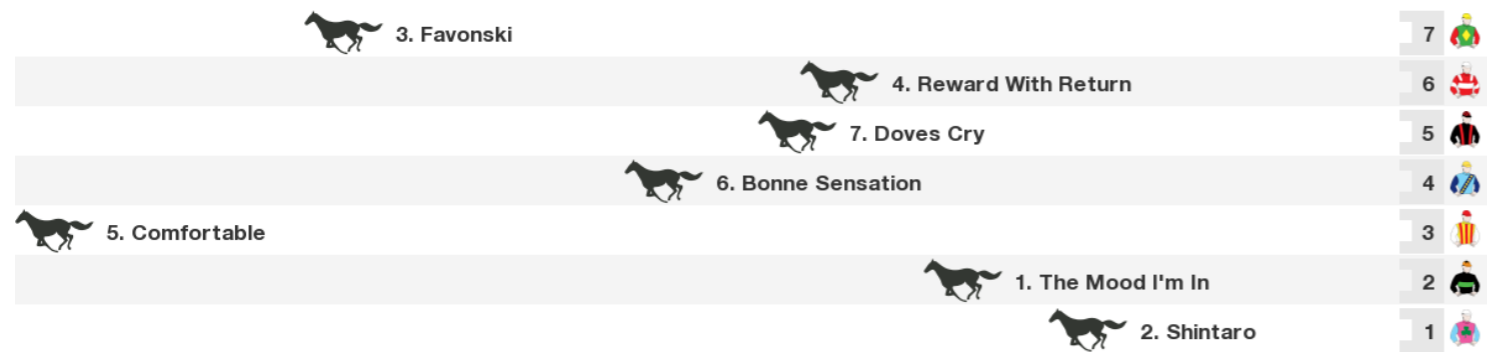 3. Favonski 7
4. Reward With Return 6
7. Doves Cry 5
6. Bonne Sensation 4
5. Comfortable 3
1. The Mood I'm In 2
2. Shintaro 1